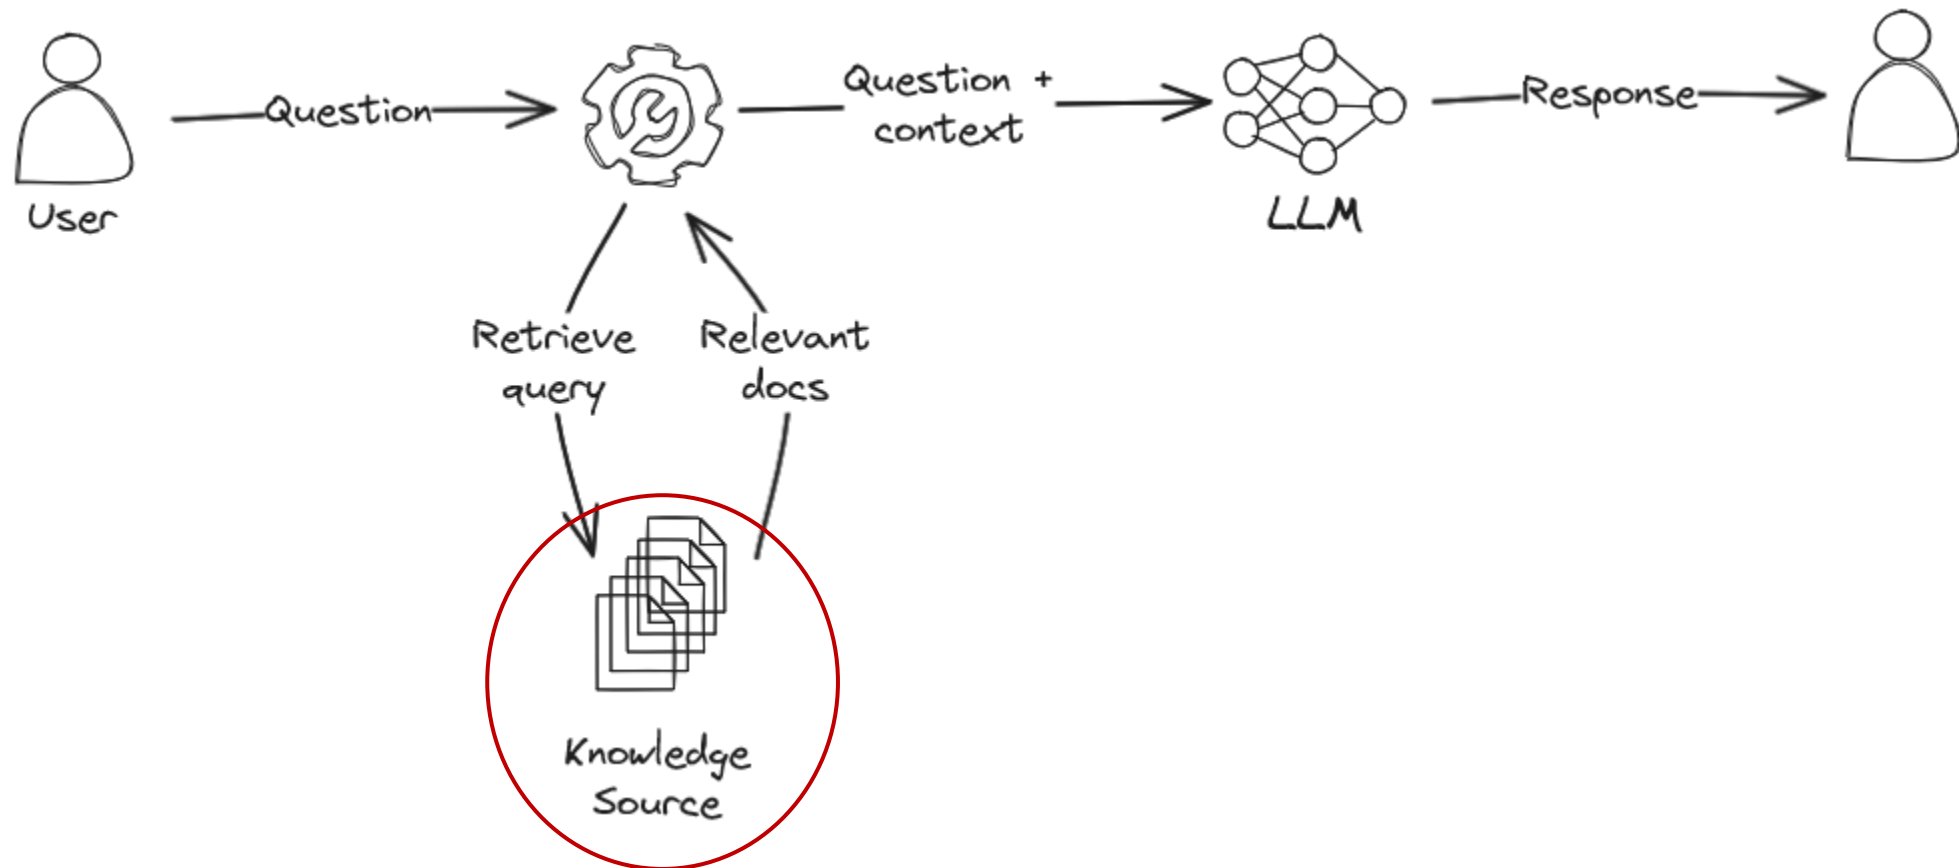 Question
Question +
context
Response
User
LLM
Retrieve
query
Relevant
docs
Knowledge
Source